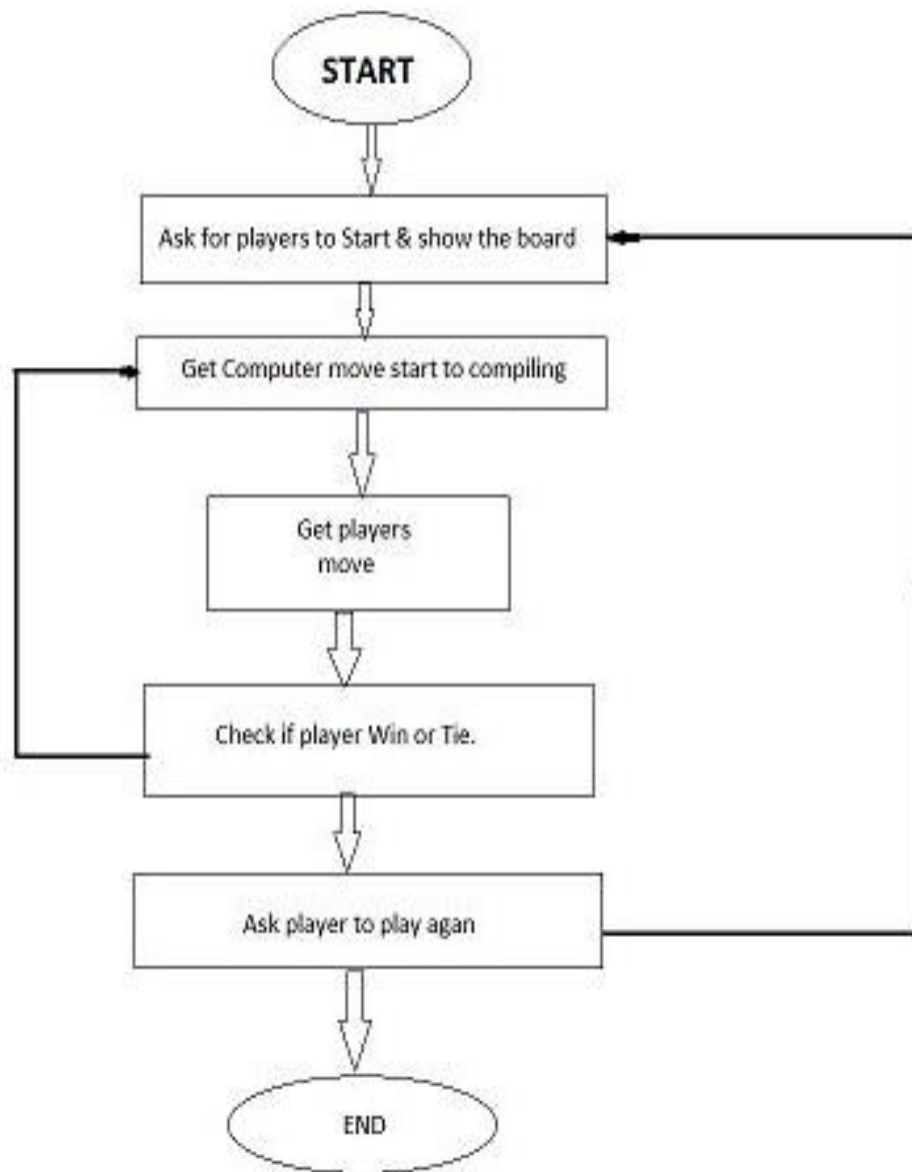 START
Ask for players to Start & show the board
Get Computer move start to compiling
Get players
move
Check if player Win or Tie.
Ask player to play agan
END